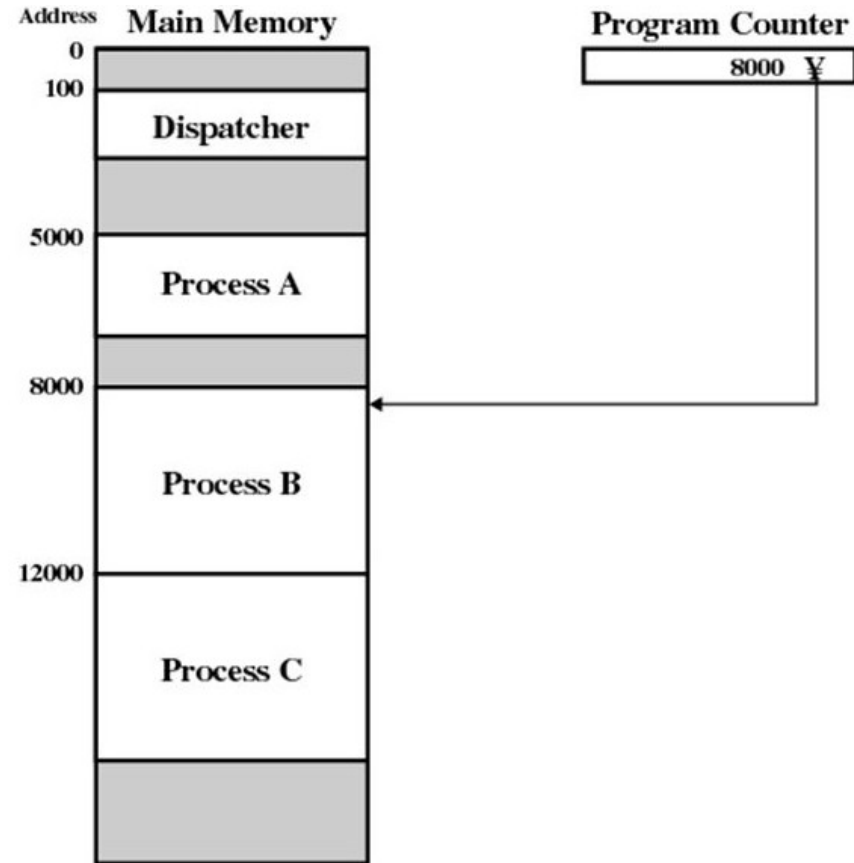 Address Main Memory Program Counter
0
8000 ¥
100
Dispatcher
5000
Process A
8000
Process B
12000
Process C